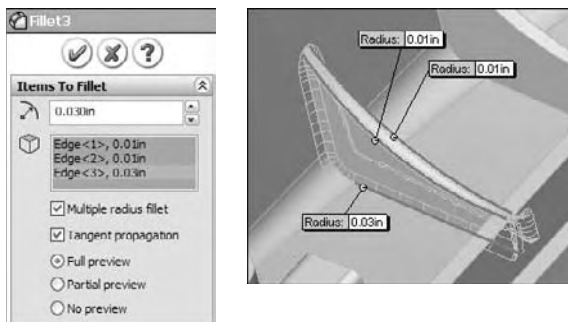 Fillet3
Items To Fillet
0.030in
Edge<1>, 0.01in
Edge<2>, 0.01in
Edge<3>, 0.03in
Multiple radius fillet
Tangent propagation
Full preview
Partial preview
No preview
Radius: 0.01in
Radius: 0.01in
Radius: 0.03in